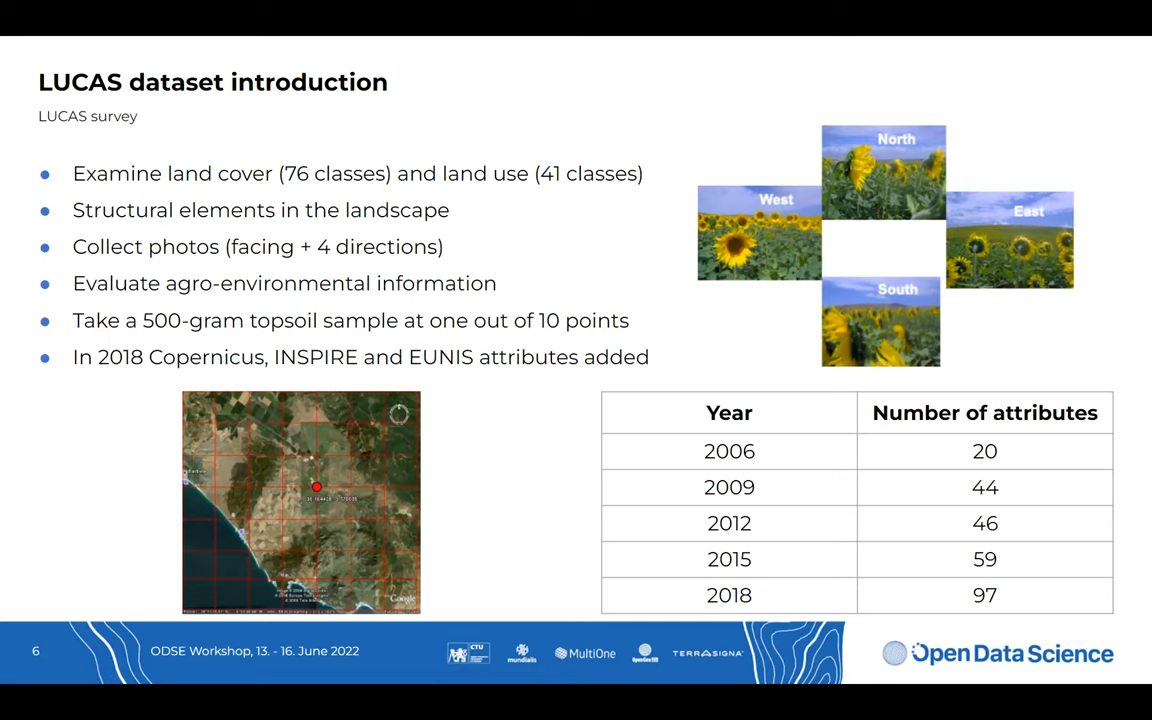 LUCAS dataset introduction
LUCAS survey
Examine land cover (76 classes) and land use (41 classes)
Structural elements in the landscape
Collect photos (facing + 4 directions)
Evaluate agro-environmental information
Take a 500-gram topsoil sample at one out of 10 points
In 2018 Copernicus, INSPIRE and EUNIS attributes added
North
West
East
South
Year Number of attributes
2006 20
2009 44
2012 46
2015 59
2018 97
Google
6
ODSE Workshop, 13. - 16. June 2022
CTU
mundialis
MultiOne
TERRASIGNA
Open Data Science